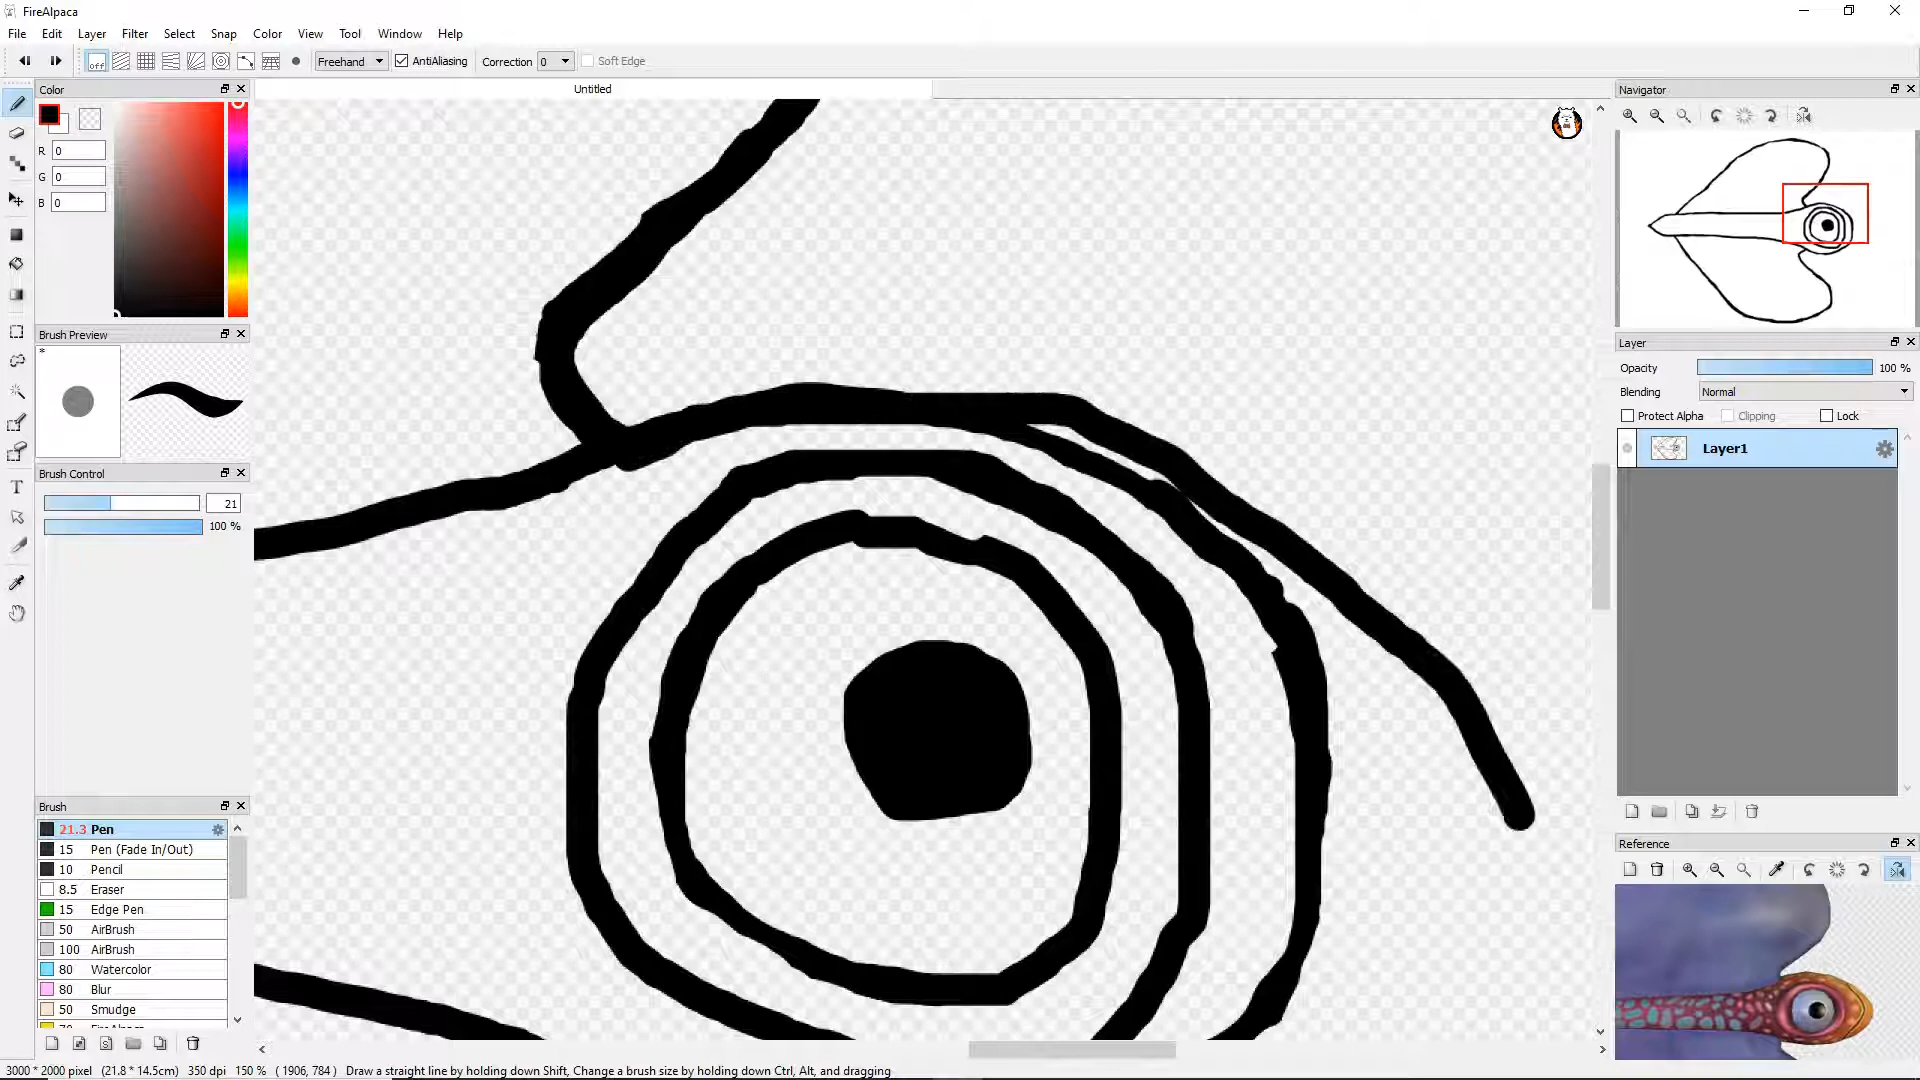 FireAlpaca
File Edit Layer Filter Select Snap Color View Tool Window Help
off Freehand AntiAliasing Correction 0 Soft Edge
Color
Untitled
Navigator
R 0
G 0
B 0
Brush Preview
*
Layer
Opacity 100 %
Blending Normal
Protect Alpha Clipping Lock
Layer1
Brush Control
21
100 %
Brush
21.3 Pen
15 Pen (Fade In/Out)
10 Pencil
8.5 Eraser
15 Edge Pen
50 AirBrush
100 AirBrush
80 Watercolor
80 Blur
50 Smudge
Reference
3000 * 2000 pixel (21.8 * 14.5cm) 350 dpi 150 % ( 1906, 784 ) Draw a straight line by holding down Shift, Change a brush size by holding down Ctrl, Alt, and dragging